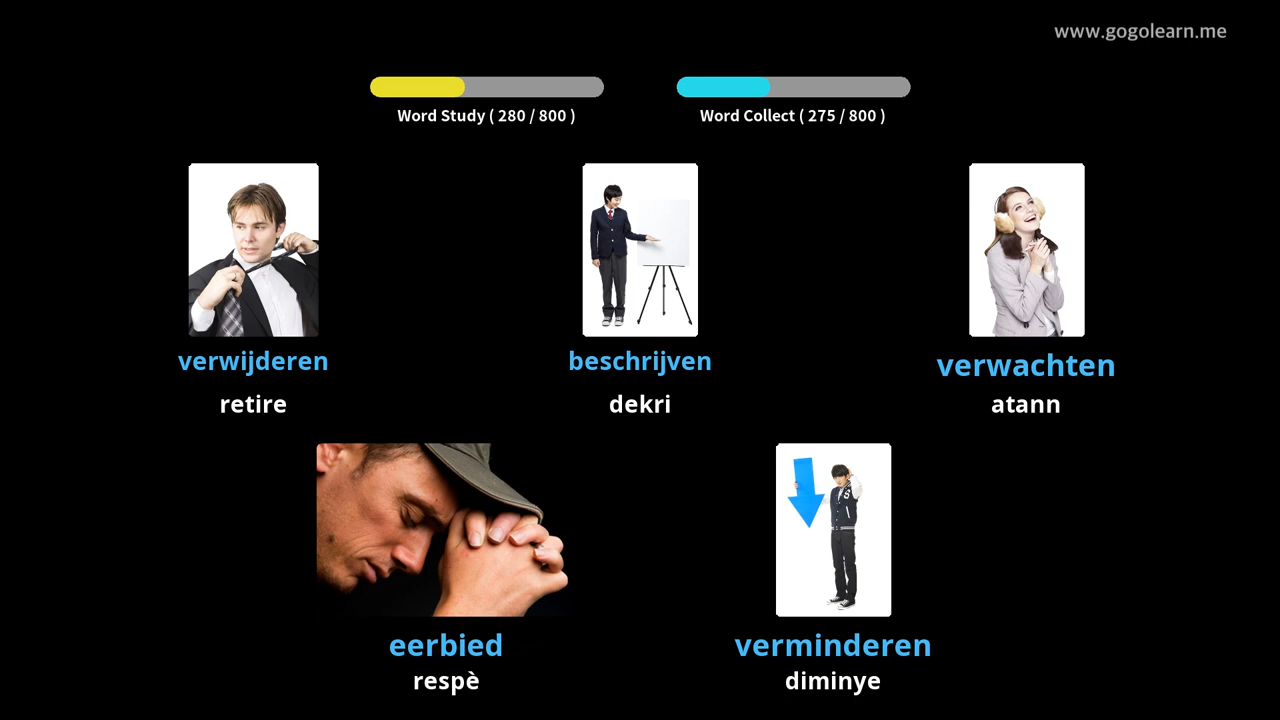 www.gogolearn.me
Word Study ( 280 / 800 )
Word Collect ( 275 / 800 )
verwijderen
retire
beschrijven
dekri
verwachten
atann
eerbied
respè
verminderen
diminye